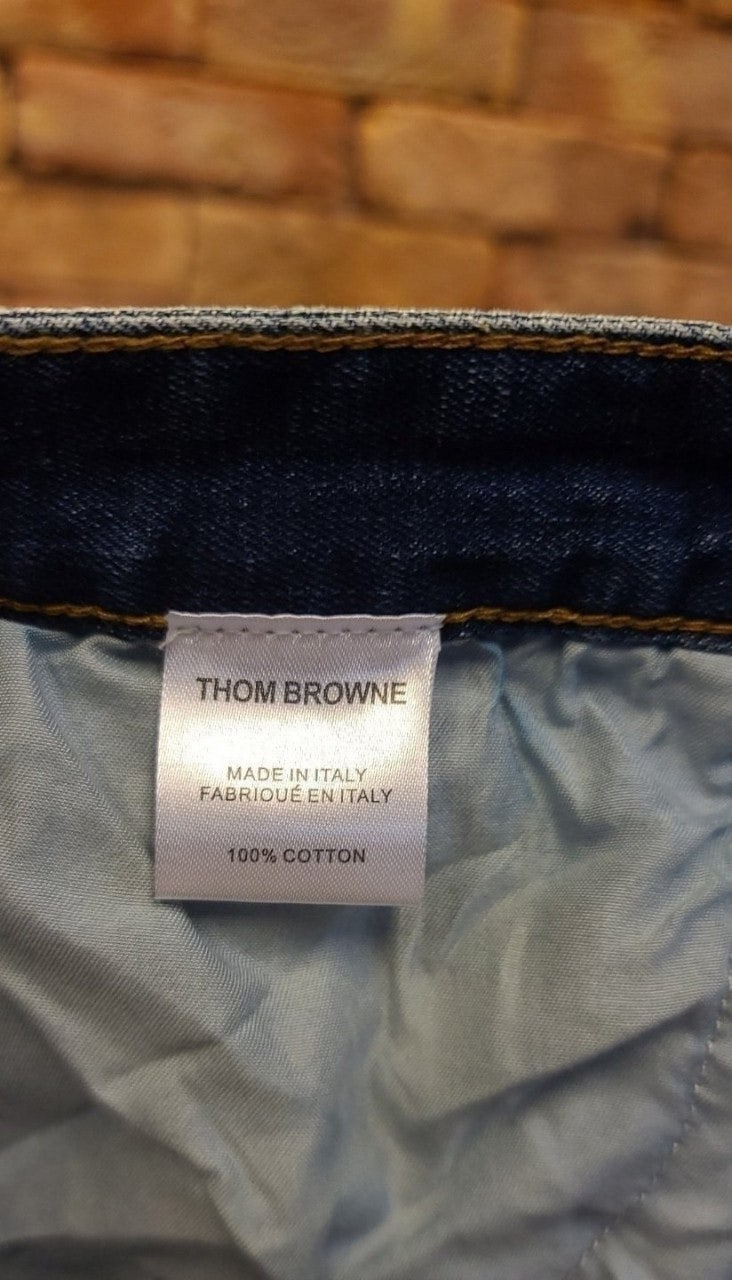 THOM BROWNE
MADE IN ITALY
FABRIOUÉ EN ITALY
100% COTTON